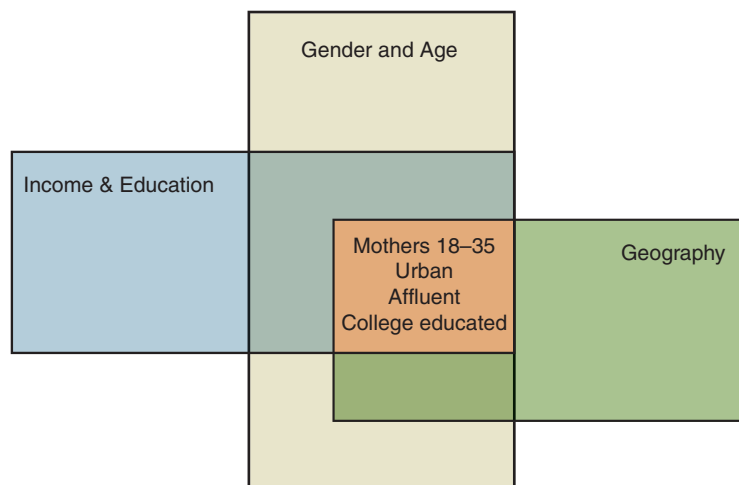 Gender and Age
Income & Education
Mothers 18–35
Urban
Affluent
College educated
Geography